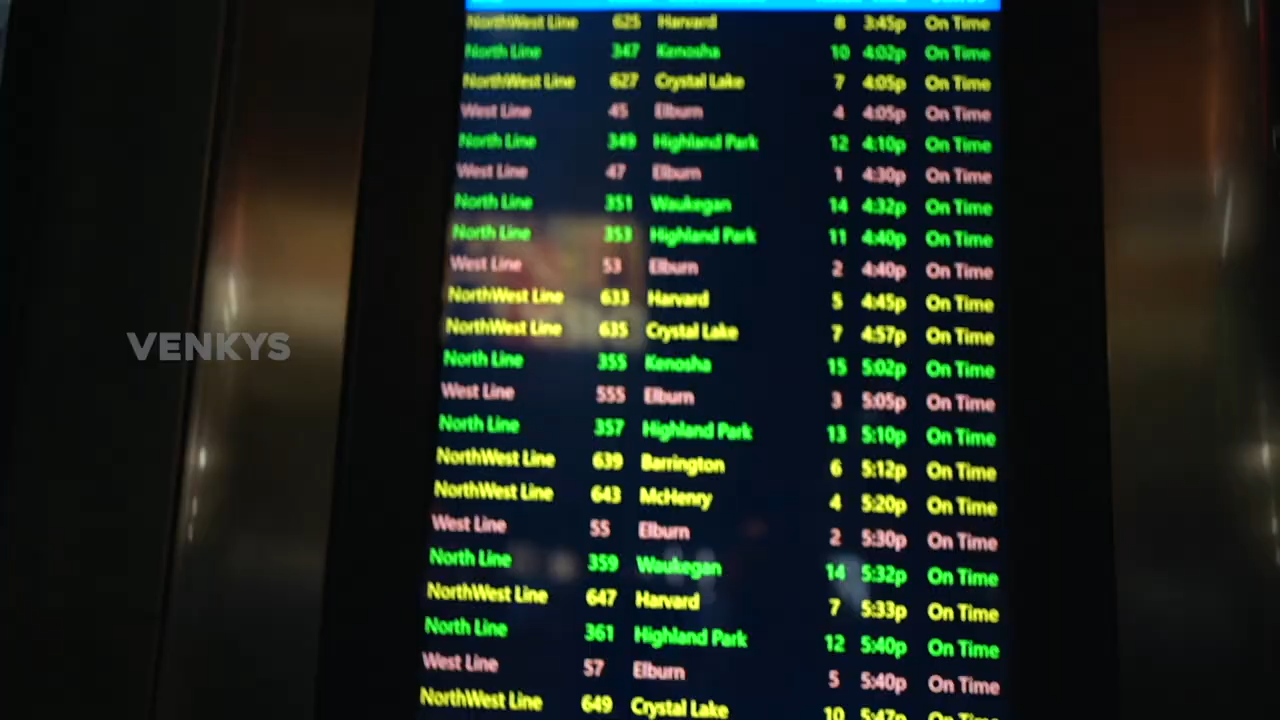 NorthWest Line 625 Harvard 8 3:45p On Time
North Line 347 Kenosha 10 4:02p On Time
NorthWest Line 627 Crystal Lake 7 4:05p On Time
West Line 45 Elburn 4 4:05p On Time
North Line 349 Highland Park 12 4:10p On Time
West Line 47 Elburn 1 4:30p On Time
North Line 351 Waukegan 14 4:32p On Time
North Line 353 Highland Park 11 4:40p On Time
West Line 53 Elburn 2 4:40p On Time
NorthWest Line 633 Harvard 5 4:45p On Time
NorthWest Line 635 Crystal Lake 7 4:57p On Time
VENKYS
North Line 355 Kenosha 15 5:02p On Time
West Line 555 Elburn 3 5:05p On Time
North Line 357 Highland Park 13 5:10p On Time
NorthWest Line 639 Barrington 6 5:12p On Time
NorthWest Line 643 McHenry 4 5:20p On Time
West Line 55 Elburn 2 5:30p On Time
North Line 359 Waukegan 14 5:32p On Time
NorthWest Line 647 Harvard 7 5:33p On Time
North Line 361 Highland Park 12 5:40p On Time
West Line 57 Elburn 5 5:40p On Time
NorthWest Line 649 Crystal Lake 10 5:47p On Time